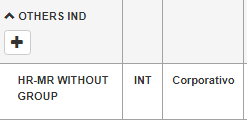 OTHERS IND
HR-MR WITHOUT INT Corporativo
GROUP